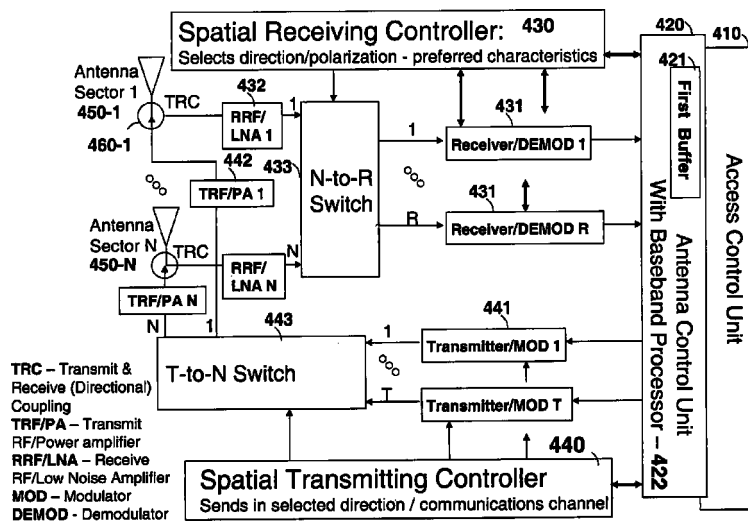 Spatial Receiving Controller: 430
Selects direction/polarization - preferred characteristics
420
410
421
First Buffer
Antenna Control Unit
With Baseband Processor – 422
Access Control Unit
Antenna
Sector 1
450-1
TRC
460-1
432
RRF/
LNA 1
1
433
N-to-R
Switch
1
431
Receiver/DEMOD 1
442
TRF/PA 1
431
R
Receiver/DEMOD R
Antenna
Sector N
450-N
TRC
RRF/
LNA N
N
TRF/PA N
N
1
443
T-to-N Switch
1
441
Transmitter/MOD 1
T
Transmitter/MOD T
TRC – Transmit &
Receive (Directional)
Coupling
TRF/PA – Transmit
RF/Power amplifier
RRF/LNA – Receive
RF/Low Noise Amplifier
MOD – Modulator
DEMOD – Demodulator
440
Spatial Transmitting Controller
Sends in selected direction / communications channel